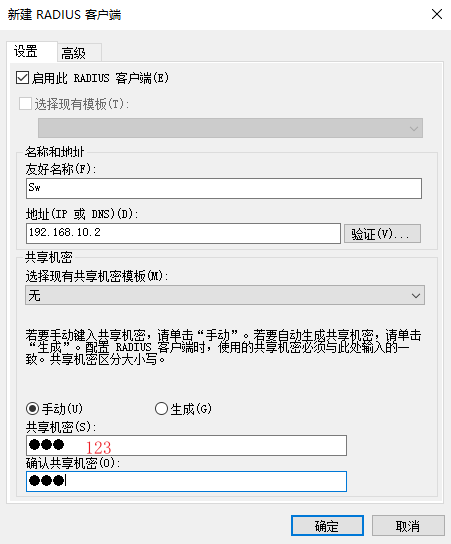 新建 RADIUS 客户端
设置 高级
启用此 RADIUS 客户端(E)
选择现有模板(T):
名称和地址
友好名称(F):
Sw
地址(IP 或 DNS)(D):
192.168.10.2 验证(V)...
共享机密
选择现有共享机密模板(M):
无
若要手动键入共享机密，请单击“手动”。若要自动生成共享机密，请单击
“生成”。配置 RADIUS 客户端时，使用的共享机密必须与此处输入的一
致。共享机密区分大小写。
手动(U) 生成(G)
共享机密(S):
●●● 123
确认共享机密(O):
●●●
确定 取消